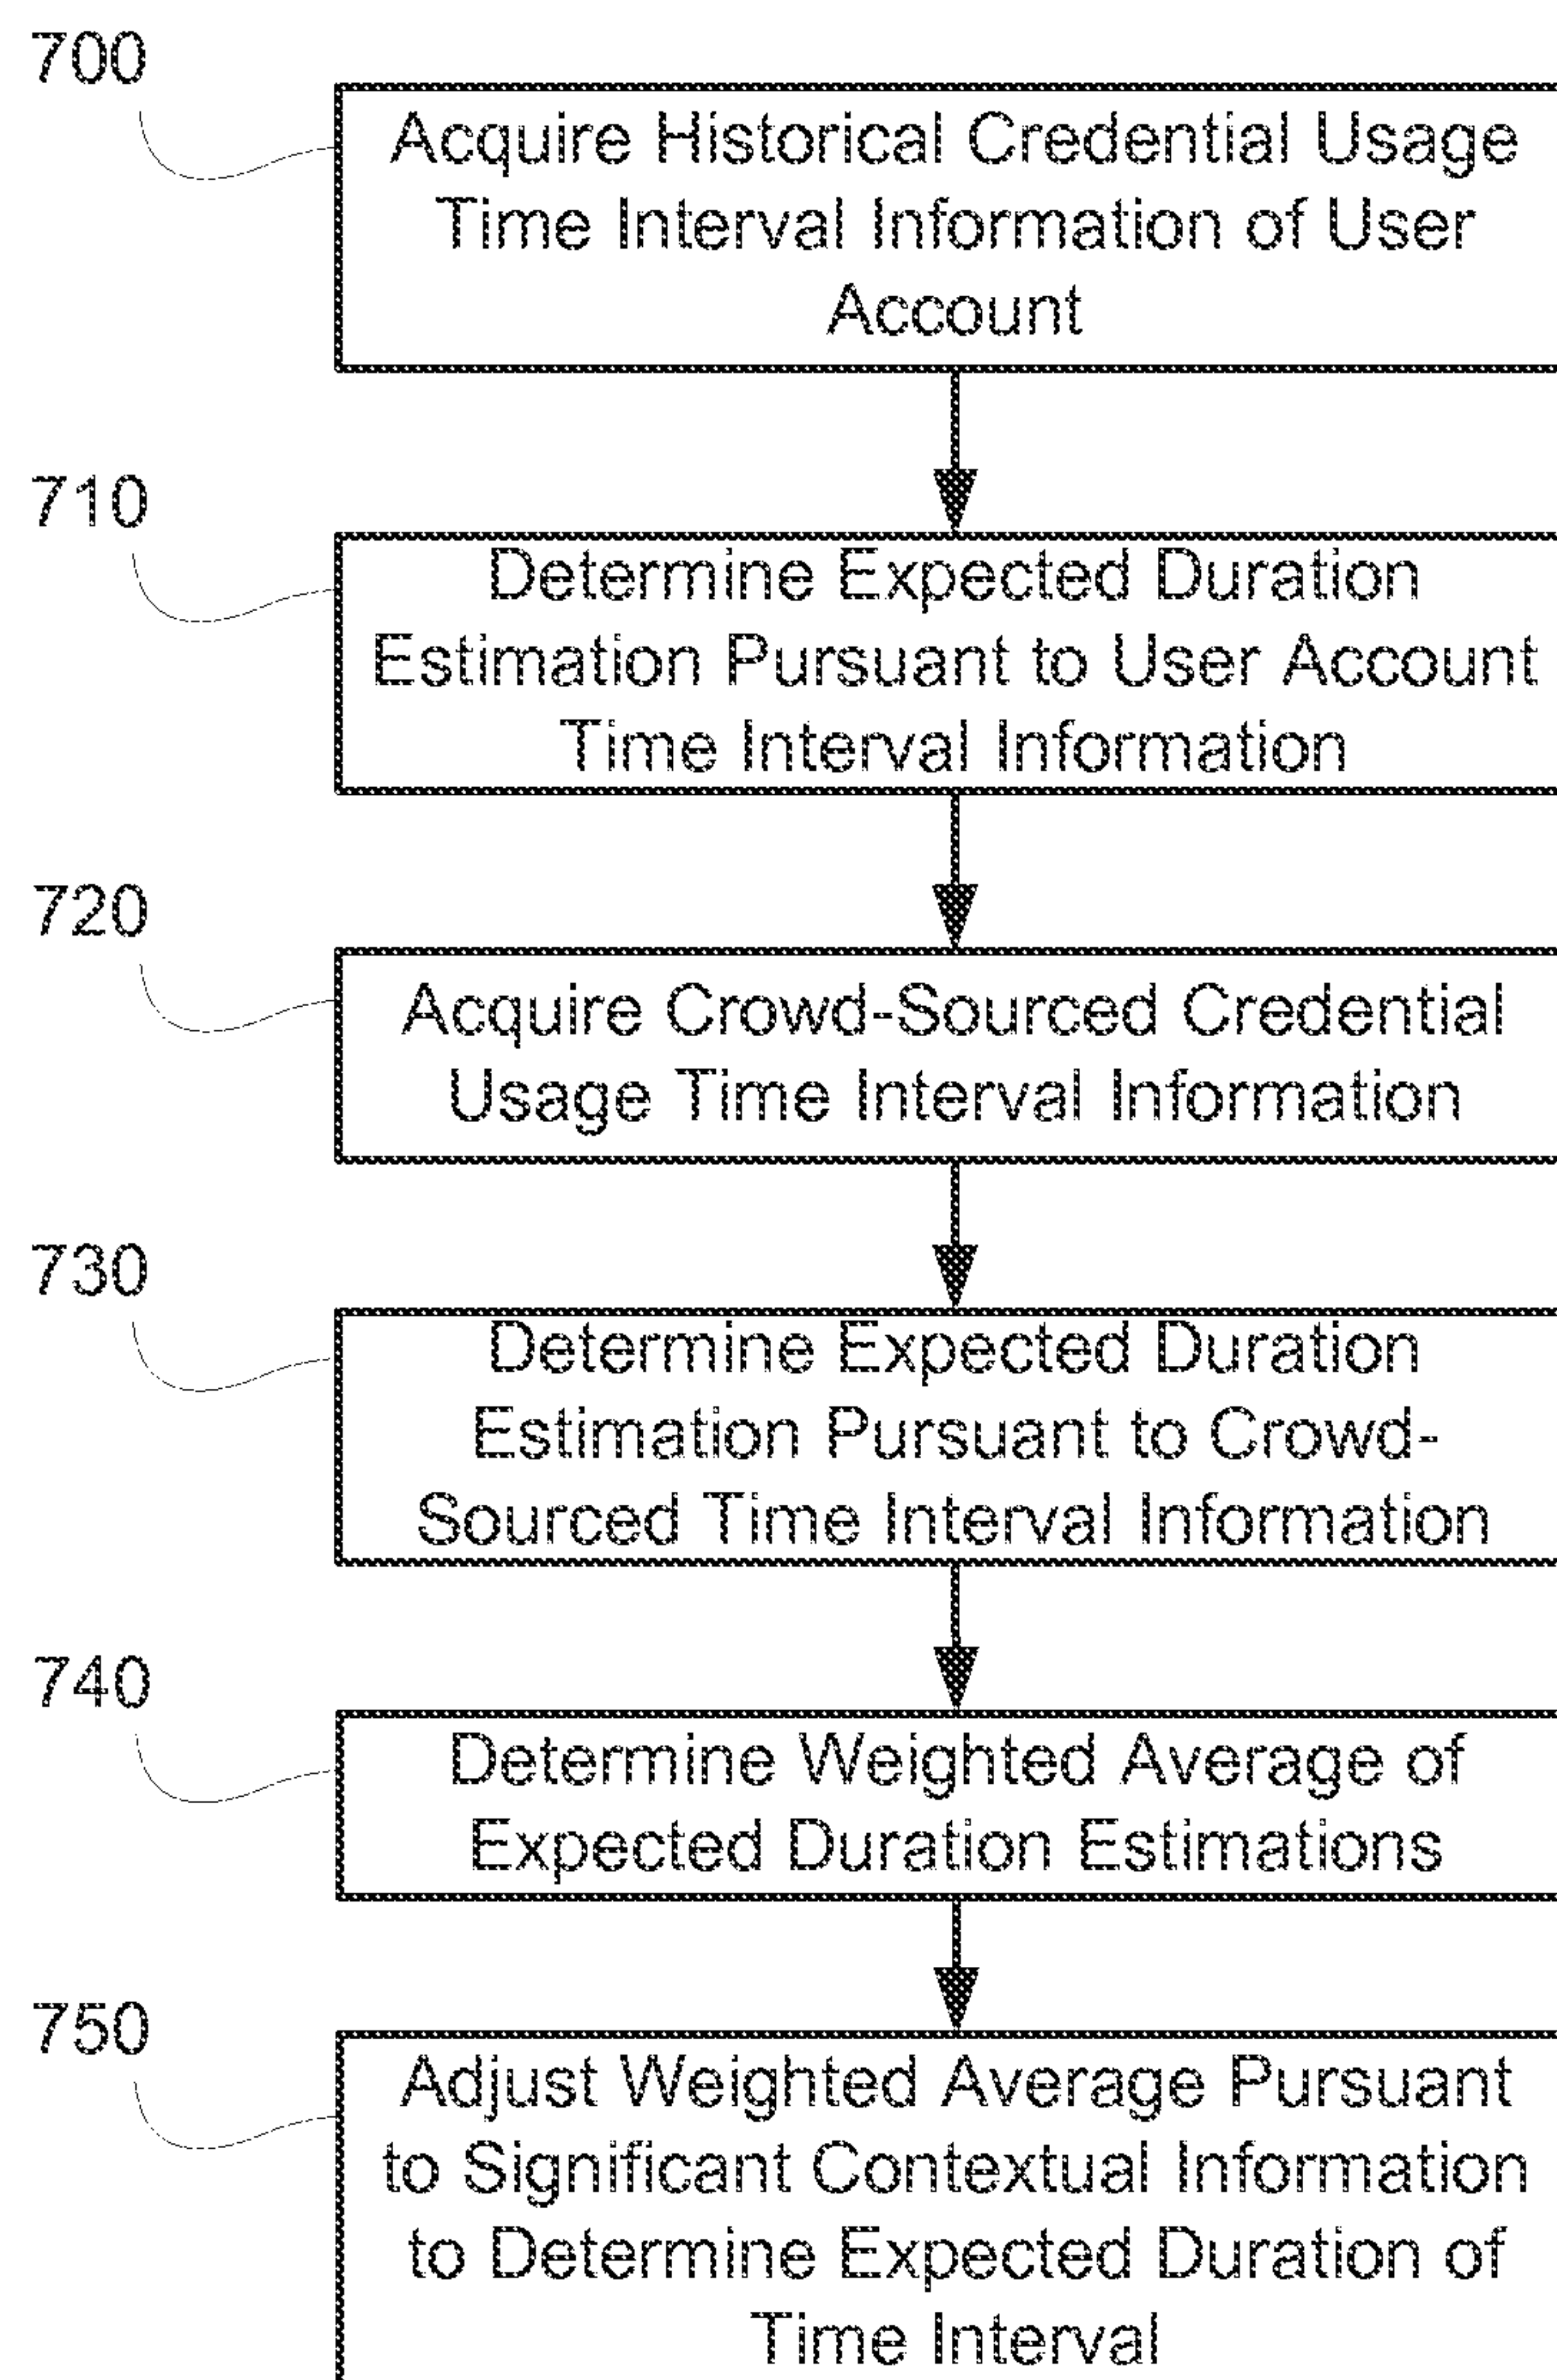 700
Acquire Historical Credential Usage
Time Interval Information of User
Account
710
Determine Expected Duration
Estimation Pursuant to User Account
Time Interval Information
720
Acquire Crowd-Sourced Credential
Usage Time Interval Information
730
Determine Expected Duration
Estimation Pursuant to Crowd-
Sourced Time Interval Information
740
Determine Weighted Average of
Expected Duration Estimations
750
Adjust Weighted Average Pursuant
to Significant Contextual Information
to Determine Expected Duration of
Time Interval